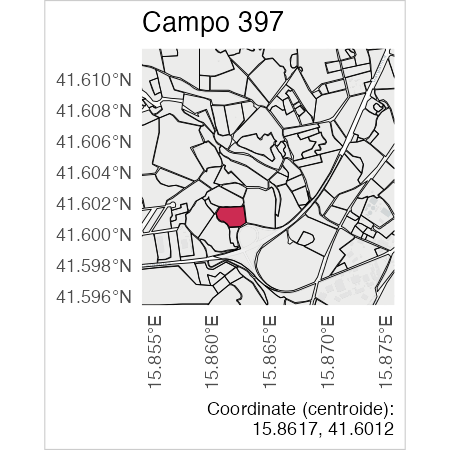 Campo 397
41.610°N
41.608°N
41.606°N
41.604°N
41.602°N
41.600°N
41.598°N
41.596°N
15.855°E
15.860°E
15.865°E
15.870°E
15.875°E
Coordinate (centroide):
15.8617, 41.6012